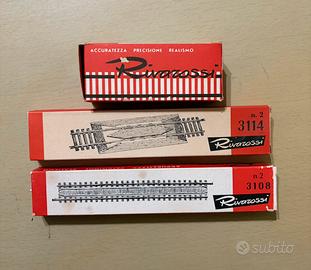 ACCURATEZZA PRECISIONE REALISMO
Rivarossi
n. 2
3114
Rivarossi
n. 2
3108
Rivarossi
subito